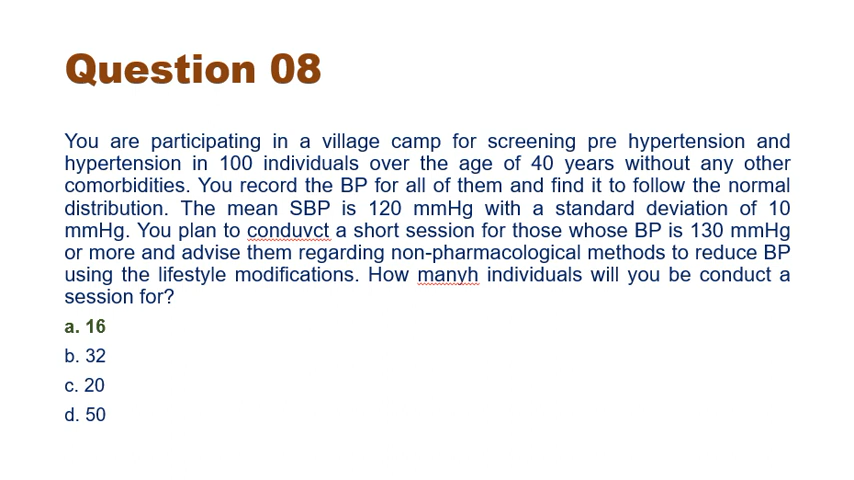 Question 08
You are participating in a village camp for screening pre hypertension and
hypertension in 100 individuals over the age of 40 years without any other
comorbidities. You record the BP for all of them and find it to follow the normal
distribution. The mean SBP is 120 mmHg with a standard deviation of 10
mmHg. You plan to conduvct a short session for those whose BP is 130 mmHg
or more and advise them regarding non-pharmacological methods to reduce BP
using the lifestyle modifications. How manyh individuals will you be conduct a
session for?
a. 16
b. 32
c. 20
d. 50